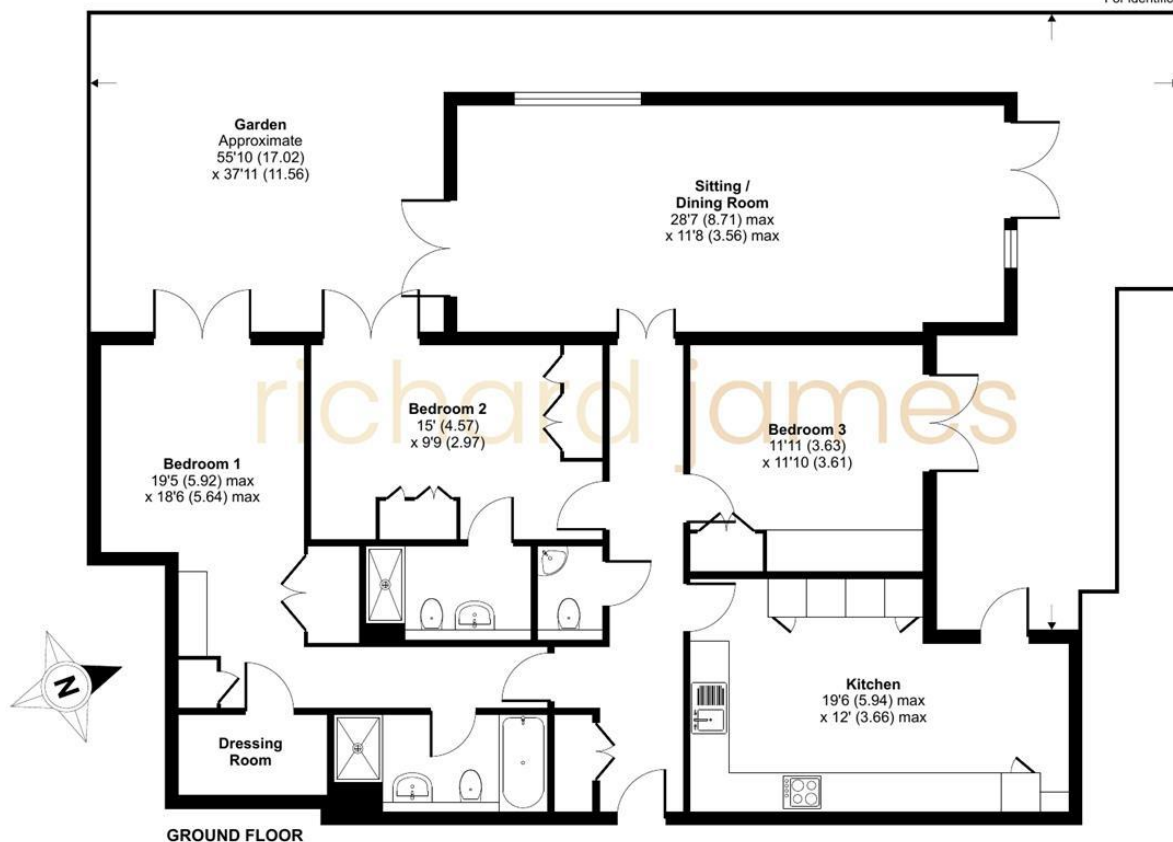 Garden
Approximate
55'10 (17.02)
x 37'11 (11.56)
Sitting /
Dining Room
28'7 (8.71) max
x 11'8 (3.56) max
richard james
Bedroom 2
15' (4.57)
x 9'9 (2.97)
Bedroom 3
11'11 (3.63)
x 11'10 (3.61)
Bedroom 1
19'5 (5.92) max
x 18'6 (5.64) max
N
Kitchen
19'6 (5.94) max
x 12' (3.66) max
Dressing
Room
GROUND FLOOR